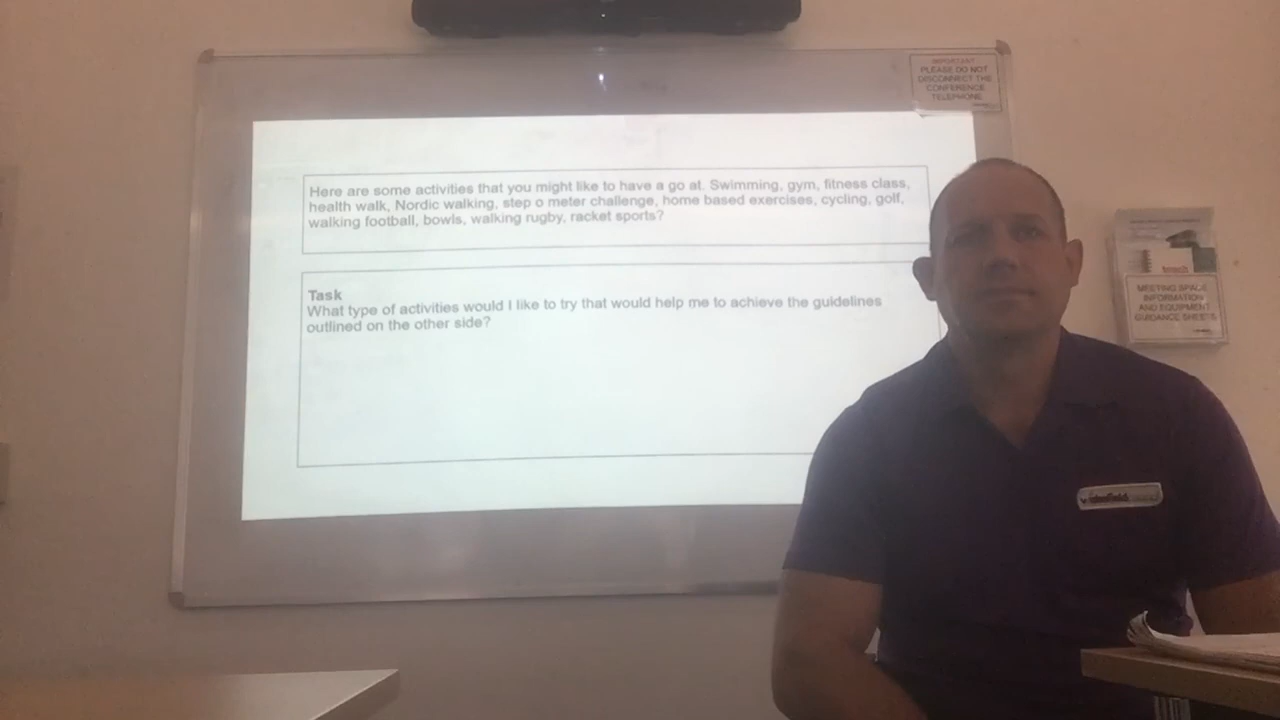 IMPORTANT
PLEASE DO NOT
DISCONNECT THE
CONFERENCE
TELEPHONE
Here are some activities that you might like to have a go at. Swimming, gym, fitness class,
health walk, Nordic walking, step o meter challenge, home based exercises, cycling, golf,
walking football, bowls, walking rugby, racket sports?
Task
What type of activities would I like to try that would help me to achieve the guidelines
outlined on the other side?
MEETING SPACE
INFORMATION
AND EQUIPMENT
GUIDANCE SHEETS